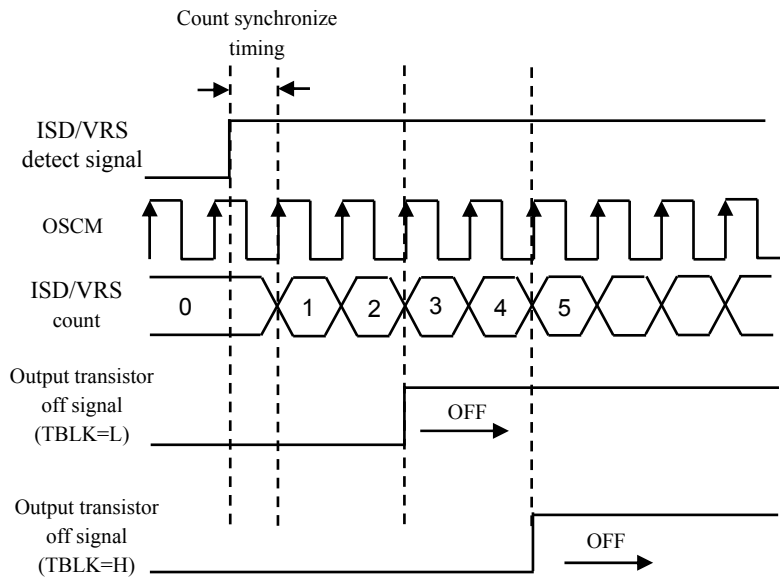 Count synchronize
timing
ISD/VRS
detect signal
OSCM
ISD/VRS
count
0 1 2 3 4 5
Output transistor
off signal
(TBLK=L)
OFF
Output transistor
off signal
(TBLK=H)
OFF